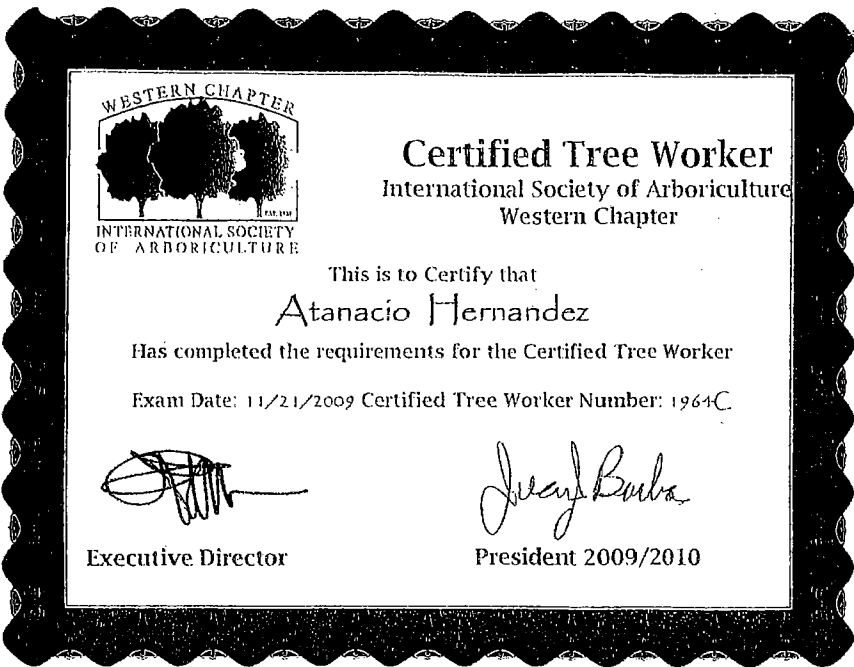 WESTERN CHAPTER
INTERNATIONAL SOCIETY
OF ARBORICULTURE
Certified Tree Worker
International Society of Arboriculture
Western Chapter
This is to Certify that
Atanacio Hernandez
Has completed the requirements for the Certified Tree Worker
Exam Date: 11/21/2009 Certified Tree Worker Number: 1964C
Executive Director
President 2009/2010